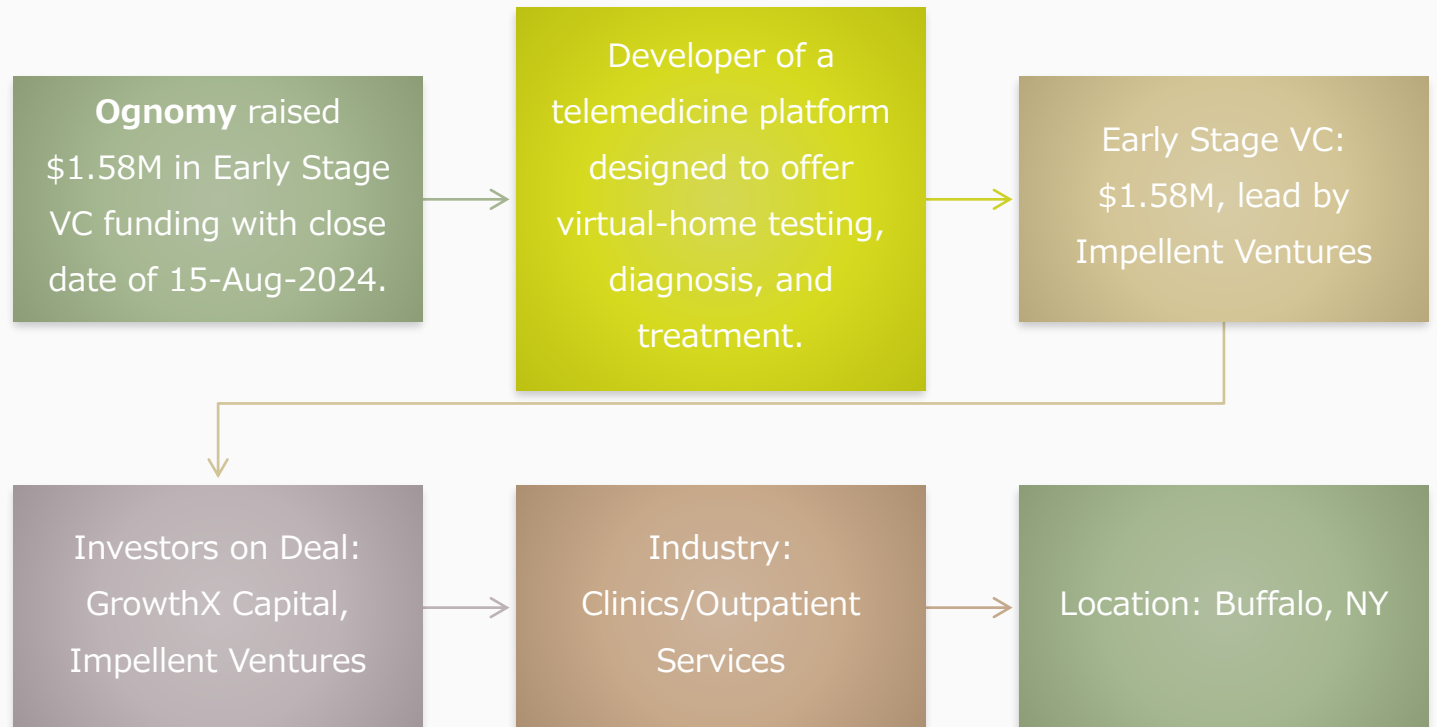 Ognomy raised
$1.58M in Early Stage
VC funding with close
date of 15-Aug-2024.
Developer of a
telemedicine platform
designed to offer
virtual-home testing,
diagnosis, and
treatment.
Early Stage VC:
$1.58M, lead by
Impellent Ventures
Investors on Deal:
GrowthX Capital,
Impellent Ventures
Industry:
Clinics/Outpatient
Services
Location: Buffalo, NY